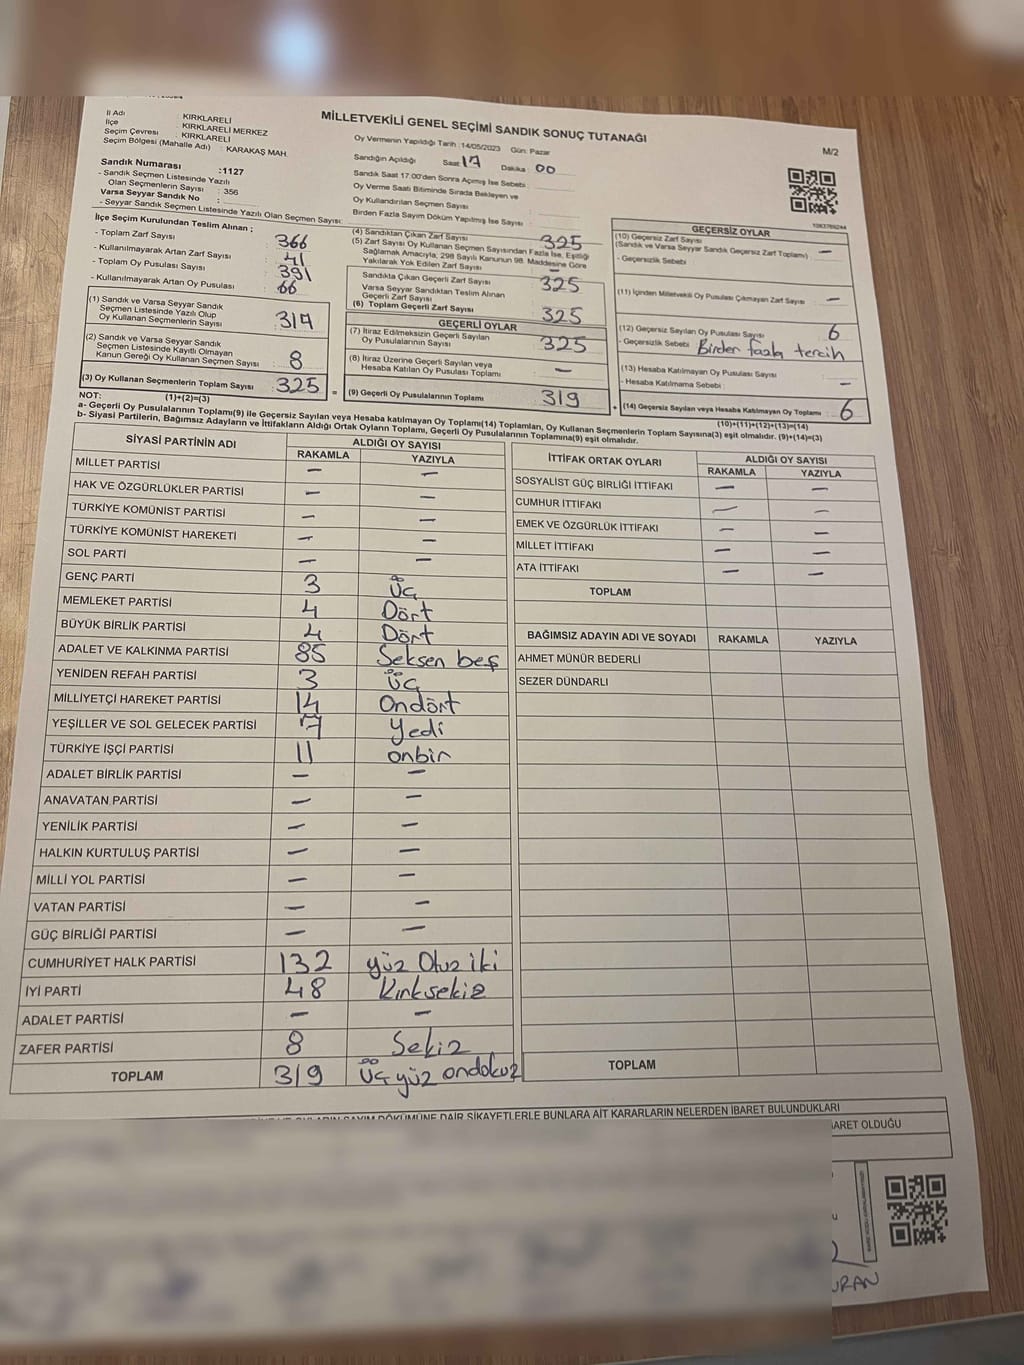 İl Adı : KIRKLARELİ
İlçe : KIRKLARELİ MERKEZ
Seçim Çevresi : KIRKLARELİ
Seçim Bölgesi (Mahalle Adı) : KARAKAŞ MAH.
MİLLETVEKİLİ GENEL SEÇİMİ SANDIK SONUÇ TUTANAĞI
M/2
Oy Vermenin Yapıldığı Tarih :14/05/2023 Gün: Pazar
Sandığın Açıldığı Saat: 17 Dakika : 00
Sandık Saat 17:00'den Sonra Açılmış İse Sebebi :
Oy Verme Saati Bitiminde Sırada Bekleyen ve
Oy Kullandırılan Seçmen Sayısı :
Birden Fazla Sayım Döküm Yapılmış İse Sayısı :
Sandık Numarası :1127
- Sandık Seçmen Listesinde Yazılı
Olan Seçmenlerin Sayısı : 356
Varsa Seyyar Sandık No :
- Seyyar Sandık Seçmen Listesinde Yazılı Olan Seçmen Sayısı:
İlçe Seçim Kurulundan Teslim Alınan ;
- Toplam Zarf Sayısı : 366
- Kullanılmayarak Artan Zarf Sayısı : 41
- Toplam Oy Pusulası Sayısı : 391
- Kullanılmayarak Artan Oy Pusulası : 66
(1) Sandık ve Varsa Seyyar Sandık
Seçmen Listesinde Yazılı Olup
Oy Kullanan Seçmenlerin Sayısı : 317
(2) Sandık ve Varsa Seyyar Sandık
Seçmen Listesinde Kayıtlı Olmayan
Kanun Gereği Oy Kullanan Seçmen Sayısı : 8
(3) Oy Kullanan Seçmenlerin Toplam Sayısı : 325
(1)+(2)=(3)
(4) Sandıktan Çıkan Zarf Sayısı : 325
(5) Zarf Sayısı Oy Kullanan Seçmen Sayısından Fazla İse, Eşitliği
Sağlamak Amacıyla, 298 Sayılı Kanunun 98. Maddesine Göre
Yakılarak Yok Edilen Zarf Sayısı : –
Sandıkta Çıkan Geçerli Zarf Sayısı : 325
Varsa Seyyar Sandıktan Teslim Alınan
Geçerli Zarf Sayısı
(6) Toplam Geçerli Zarf Sayısı : 325
GEÇERLİ OYLAR
(7) İtiraz Edilmeksizin Geçerli Sayılan
Oy Pusulalarının Sayısı : 325
(8) İtiraz Üzerine Geçerli Sayılan veya
Hesaba Katılan Oy Pusulası Toplamı : –
(9) Geçerli Oy Pusulalarının Toplamı : 319
GEÇERSİZ OYLAR
(10) Geçersiz Zarf Sayısı
(Sandık ve Varsa Seyyar Sandık Geçersiz Zarf Toplamı) : –
- Geçersizlik Sebebi :
(11) İçinden Milletvekili Oy Pusulası Çıkmayan Zarf Sayısı : –
(12) Geçersiz Sayılan Oy Pusulası Sayısı : 6
- Geçersizlik Sebebi : Birden fazla tercih
(13) Hesaba Katılmayan Oy Pusulası Sayısı :
- Hesaba Katılmama Sebebi : –
(14) Geçersiz Sayılan veya Hesaba Katılmayan Oy Toplamı : 6
(10)+(11)+(12)+(13)=(14)
NOT:
a- Geçerli Oy Pusulalarının Toplamı(9) ile Geçersiz Sayılan veya Hesaba katılmayan Oy Toplamı(14) Toplamları, Oy Kullanan Seçmenlerin Toplam Sayısına(3) eşit olmalıdır. (9)+(14)=(3)
b- Siyasi Partilerin, Bağımsız Adayların ve İttifakların Aldığı Ortak Oyların Toplamı, Geçerli Oy Pusulalarının Toplamına(9) eşit olmalıdır.
SİYASİ PARTİNİN ADI ALDIĞI OY SAYISI
RAKAMLA YAZIYLA
MİLLET PARTİSİ – –
HAK VE ÖZGÜRLÜKLER PARTİSİ – –
TÜRKİYE KOMÜNİST PARTİSİ – –
TÜRKİYE KOMÜNİST HAREKETİ – –
SOL PARTİ – –
GENÇ PARTİ 3 Üç
MEMLEKET PARTİSİ 4 Dört
BÜYÜK BİRLİK PARTİSİ 4 Dört
ADALET VE KALKINMA PARTİSİ 85 Seksen beş
YENİDEN REFAH PARTİSİ 3 Üç
MİLLİYETÇİ HAREKET PARTİSİ 14 Ondört
YEŞİLLER VE SOL GELECEK PARTİSİ 7 Yedi
TÜRKİYE İŞÇİ PARTİSİ 11 onbir
ADALET BİRLİK PARTİSİ – –
ANAVATAN PARTİSİ – –
YENİLİK PARTİSİ – –
HALKIN KURTULUŞ PARTİSİ – –
MİLLİ YOL PARTİSİ – –
VATAN PARTİSİ – –
GÜÇ BİRLİĞİ PARTİSİ – –
CUMHURİYET HALK PARTİSİ 132 yüz Otuz iki
İYİ PARTİ 48 Kırksekiz
ADALET PARTİSİ – –
ZAFER PARTİSİ 8 Sekiz
TOPLAM 319 Üç yüz ondokuz
İTTİFAK ORTAK OYLARI ALDIĞI OY SAYISI
RAKAMLA YAZIYLA
SOSYALİST GÜÇ BİRLİĞİ İTTİFAKI – –
CUMHUR İTTİFAKI – –
EMEK VE ÖZGÜRLÜK İTTİFAKI – –
MİLLET İTTİFAKI – –
ATA İTTİFAKI – –
TOPLAM
BAĞIMSIZ ADAYIN ADI VE SOYADI RAKAMLA YAZIYLA
AHMET MÜNÜR BEDERLİ
SEZER DÜNDARLI
TOPLAM
DÖKÜMÜNE DAİR ŞİKAYETLERLE BUNLARA AİT KARARLARIN NELERDEN İBARET BULUNDUKLARI
OLDUĞU